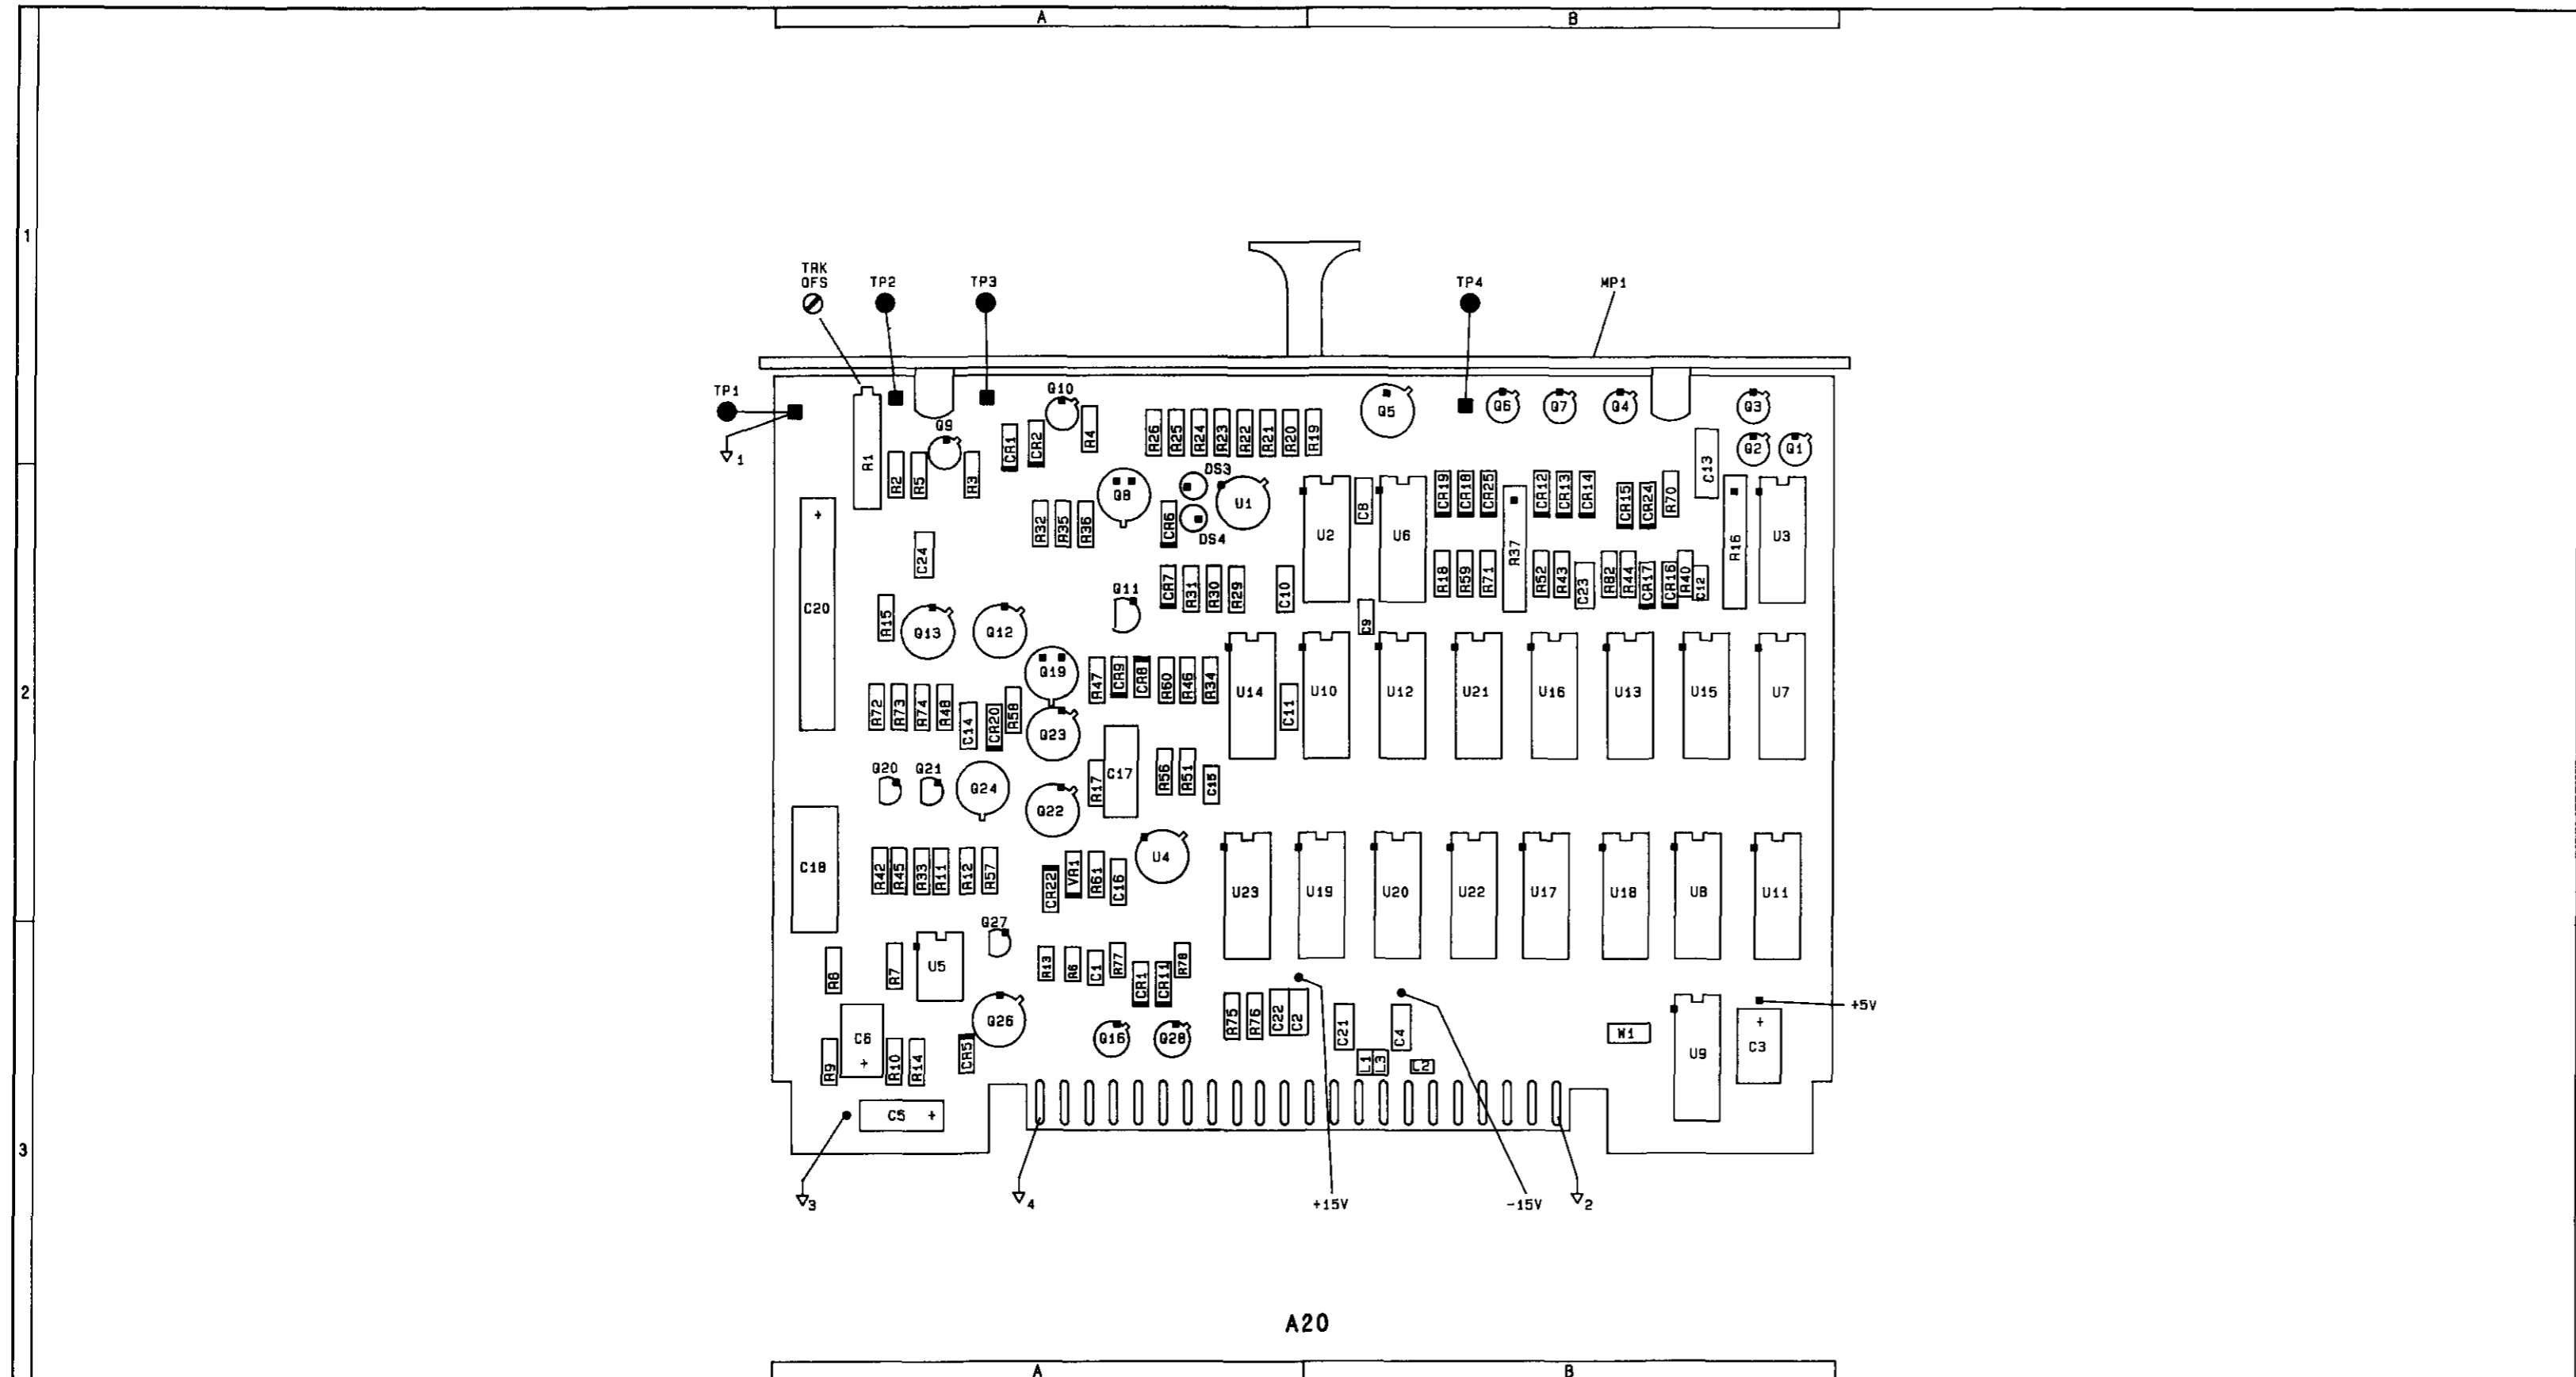 A B
1
TRK
OFS TP2 TP3 TP4 MP1
TP1
1
Q10 Q5 Q6 Q7 Q4 Q3
Q9 CR1 CR2 R4 R26 R25 R24 R23 R22 R21 R20 R19 Q2 Q1
R1 R2 R5 R3 DS3 C13
Q8 U1 CR19 CR18 CR25 CR12 CR13 CR14 CR15 CR24 R70
R32 R35 R36 CR6 DS4 U2 C8 U6 R37 R16 U3
C24
Q11 CR7 R31 R30 R29 C10 R18 R59 R71 R52 R43 C23 R82 R44 CR17 CR16 R40 C12
C20 R15 Q13 Q12 C9
2
Q19 R47 CR9 CR8 R60 R46 R34 U14 U10 U12 U21 U16 U13 U15 U7
R72 R73 R74 R48 C14 CR20 R58 Q23 C11
Q20 Q21 Q24 Q22 R17 C17 R56 R51 C15
C18 R42 R45 R33 R11 R12 R57 CR22 VR1 R61 C16 U4
U23 U19 U20 U22 U17 U18 U8 U11
Q27
R8 R7 U5 R13 R6 C1 R77 CR1 CR11 R78
+5V
Q26 R75 R76 C22 C2 C21 C4 W1 U9 + C3
R9 C6 + R10 R14 CR5 Q16 Q28 L1 L3 L2
C5 +
3
3 4 +15V -15V 2
A20
A B